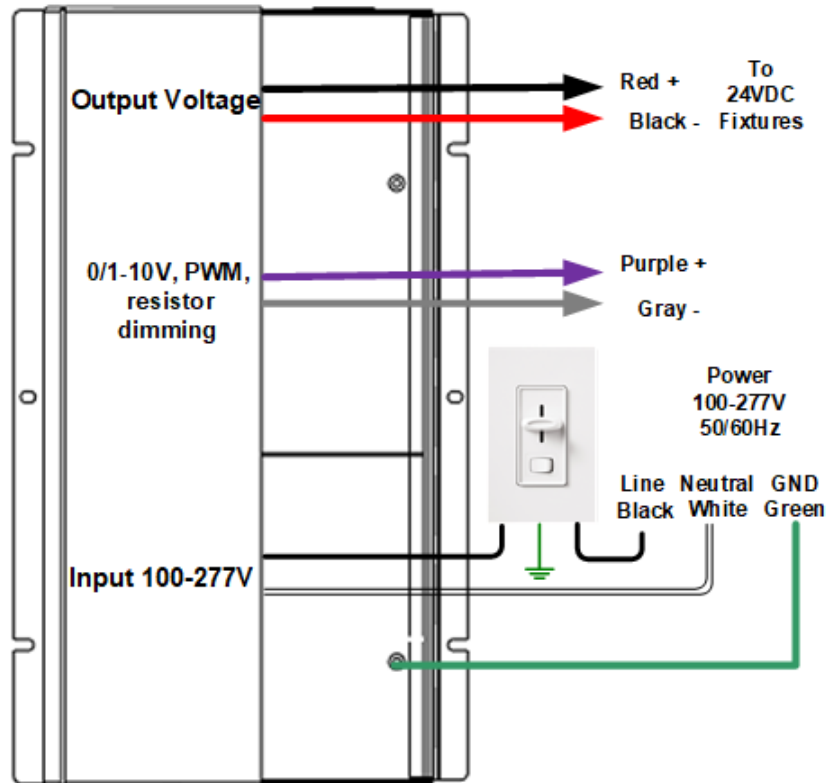 Output Voltage
Red +
Black -
To
24VDC
Fixtures
0/1-10V, PWM,
resistor
dimming
Purple +
Gray -
Power
100-277V
50/60Hz
Line
Black
Neutral
White
GND
Green
Input 100-277V